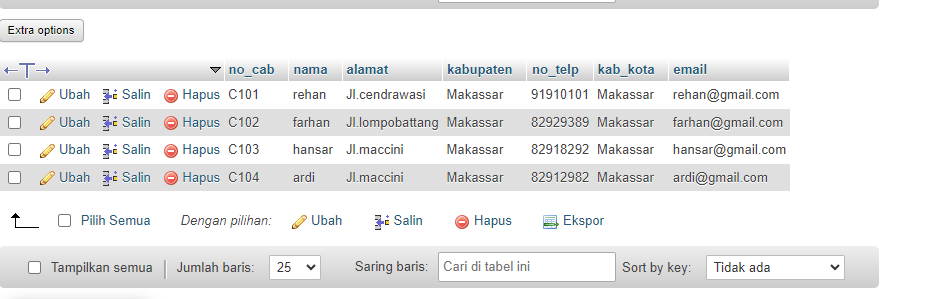 Extra options
no_cab nama alamat kabupaten no_telp kab_kota email
Ubah Salin Hapus C101 rehan Jl.cendrawasi Makassar 91910101 Makassar rehan@gmail.com
Ubah Salin Hapus C102 farhan Jl.lompobattang Makassar 82929389 Makassar farhan@gmail.com
Ubah Salin Hapus C103 hansar Jl.maccini Makassar 82918292 Makassar hansar@gmail.com
Ubah Salin Hapus C104 ardi Jl.maccini Makassar 82912982 Makassar ardi@gmail.com
Pilih Semua Dengan pilihan: Ubah Salin Hapus Ekspor
Tampilkan semua Jumlah baris: 25 Saring baris: Cari di tabel ini Sort by key: Tidak ada